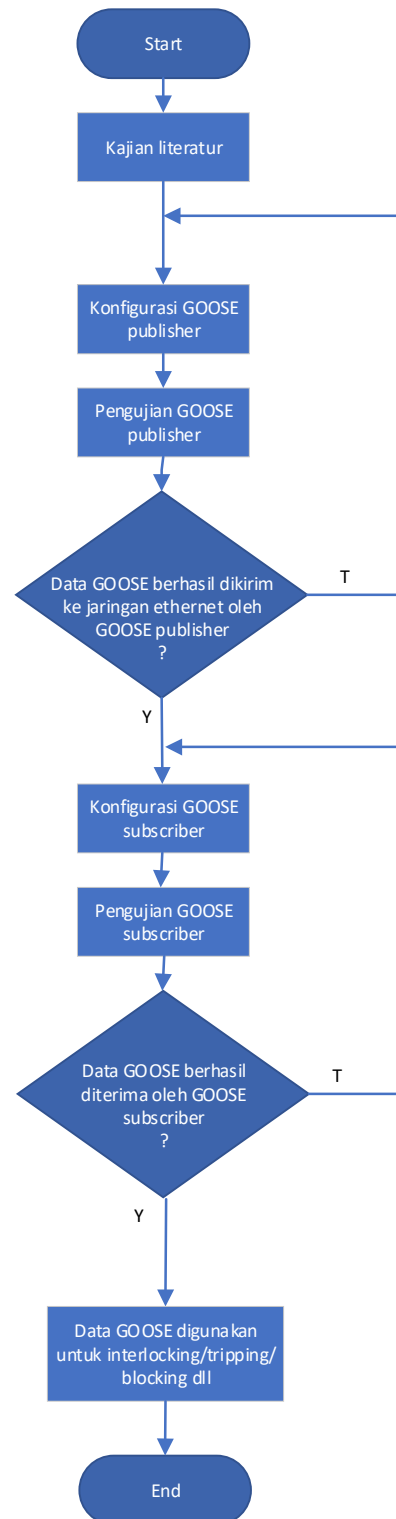 Start
Kajian literatur
Konfigurasi GOOSE
publisher
Pengujian GOOSE
publisher
Data GOOSE berhasil dikirim
ke jaringan ethernet oleh
GOOSE publisher
?
T
Y
Konfigurasi GOOSE
subscriber
Pengujian GOOSE
subscriber
Data GOOSE berhasil
diterima oleh GOOSE
subscriber
?
T
Y
Data GOOSE digunakan
untuk interlocking/tripping/
blocking dll
End